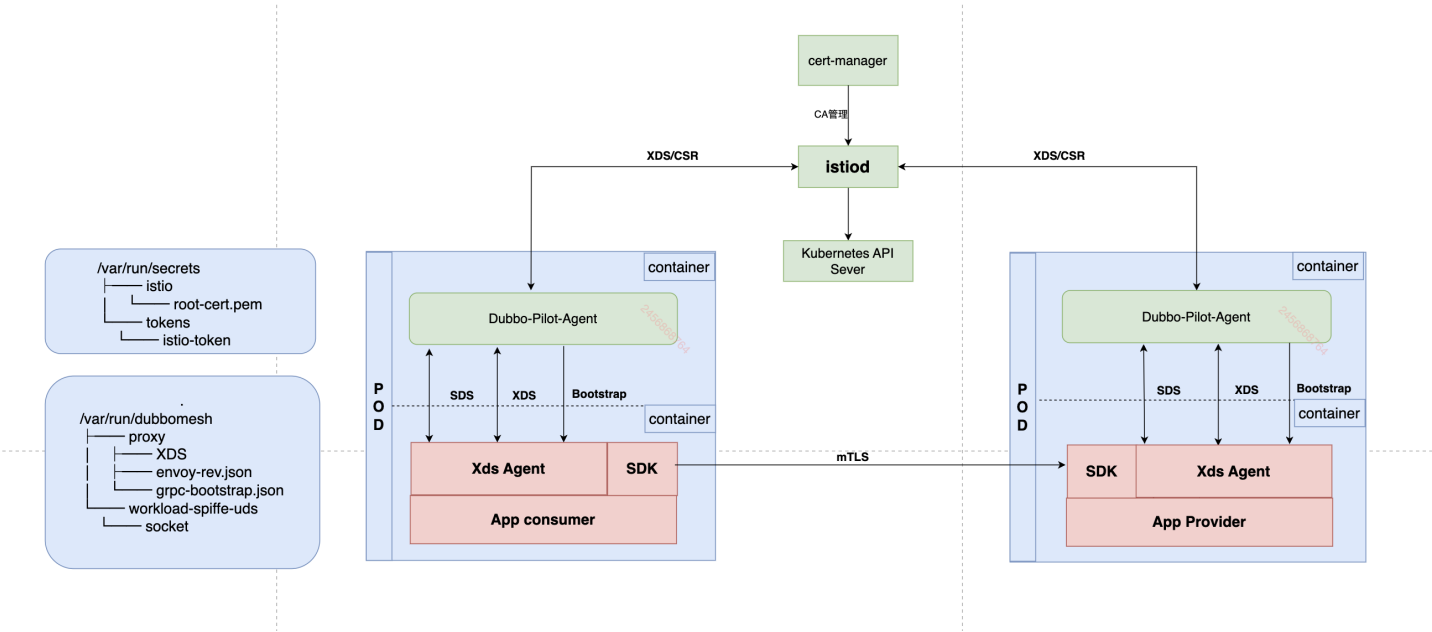 cert-manager
CA管理
XDS/CSR
istiod
XDS/CSR
Kubernetes API
Sever
/var/run/secrets
istio
root-cert.pem
tokens
istio-token
/var/run/dubbomesh
proxy
XDS
envoy-rev.json
grpc-bootstrap.json
workload-spiffe-uds
socket
container
Dubbo-Pilot-Agent
2456868764
P
O
D
SDS
XDS
Bootstrap
container
Xds Agent
SDK
App consumer
mTLS
container
Dubbo-Pilot-Agent
2456868764
P
O
D
SDS
XDS
Bootstrap
container
SDK
Xds Agent
App Provider